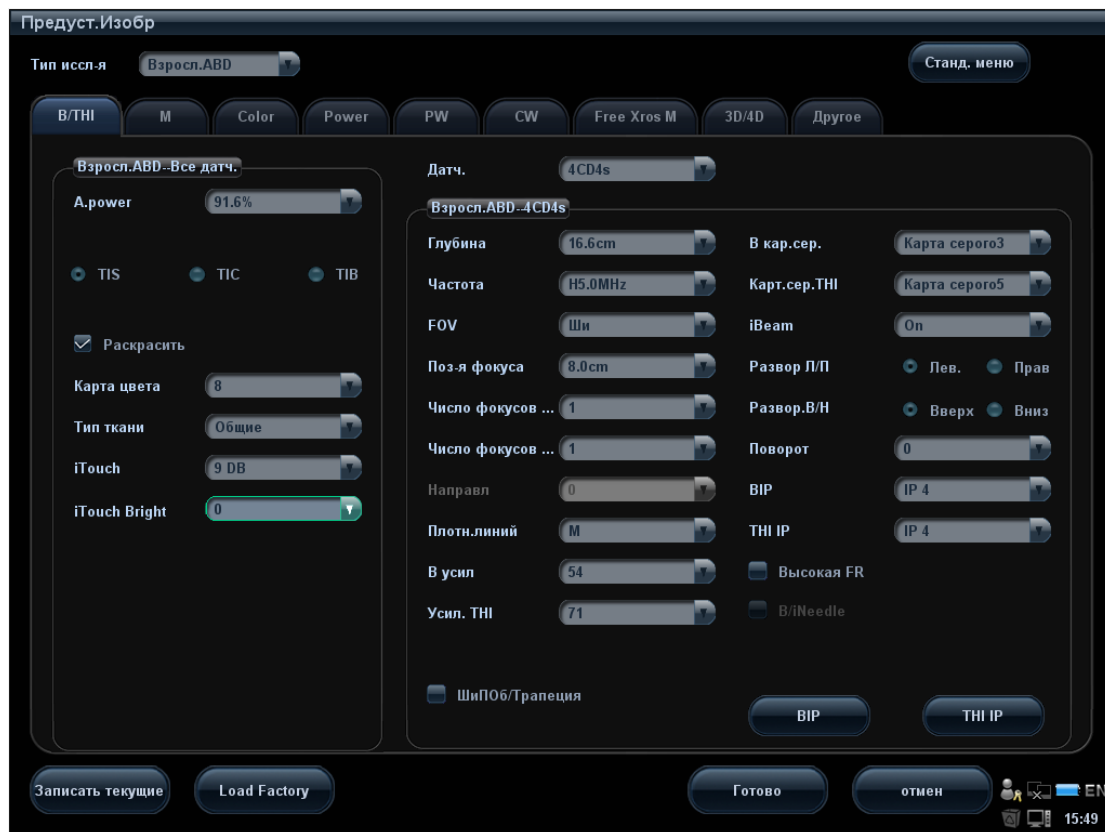 Предуст.Изобр
Тип иссл-я Взросл.ABD Станд. меню
B/THI M Color Power PW CW Free Xros M 3D/4D Другое
Взросл.ABD--Все датч.
A.power 91.6%
TIS TIC TIB
Раскрасить
Карта цвета 8
Тип ткани Общие
iTouch 9 DB
iTouch Bright 0
Датч. 4CD4s
Взросл.ABD--4CD4s
Глубина 16.6cm В кар.сер. Карта серого3
Частота H5.0MHz Карт.сер.THI Карта серого5
FOV Ши iBeam On
Поз-я фокуса 8.0cm Развор Л/П Лев. Прав
Число фокусов ... 1 Развор.В/Н Вверх Вниз
Число фокусов ... 1 Поворот 0
Направл 0 BIP IP 4
Плотн.линий M THI IP IP 4
В усил 54 Высокая FR
Усил. THI 71 B/iNeedle
ШиПОб/Трапеция BIP THI IP
Записать текущие Load Factory Готово отмен EN
15:49